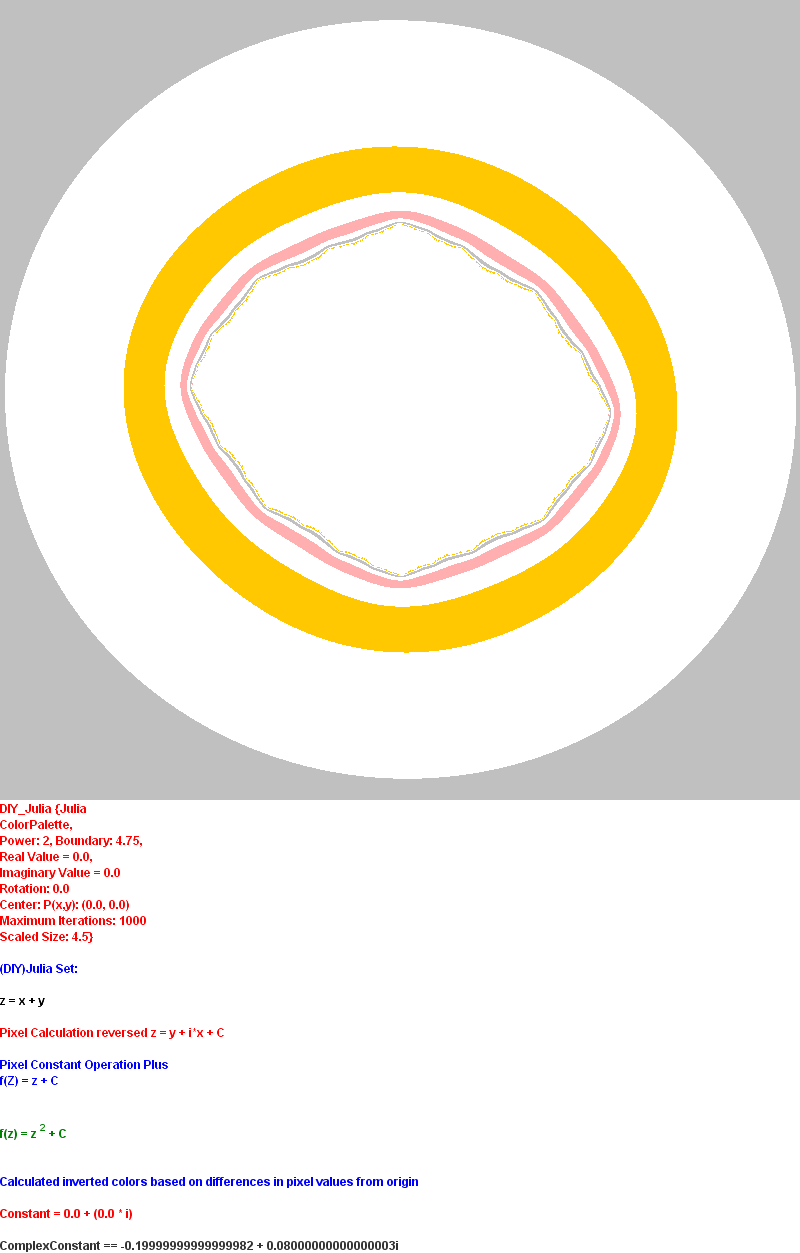 DIY_Julia {Julia
ColorPalette,
Power: 2, Boundary: 4.75,
Real Value = 0.0,
Imaginary Value = 0.0
Rotation: 0.0
Center: P(x,y): (0.0, 0.0)
Maximum Iterations: 1000
Scaled Size: 4.5}
(DIY)Julia Set:
z = x + y
Pixel Calculation reversed z = y + i*x + C
Pixel Constant Operation Plus
f(Z) = z + C
f(z) = z 2 + C
Calculated inverted colors based on differences in pixel values from origin
Constant = 0.0 + (0.0 * i)
ComplexConstant == -0.19999999999999982 + 0.08000000000000003i